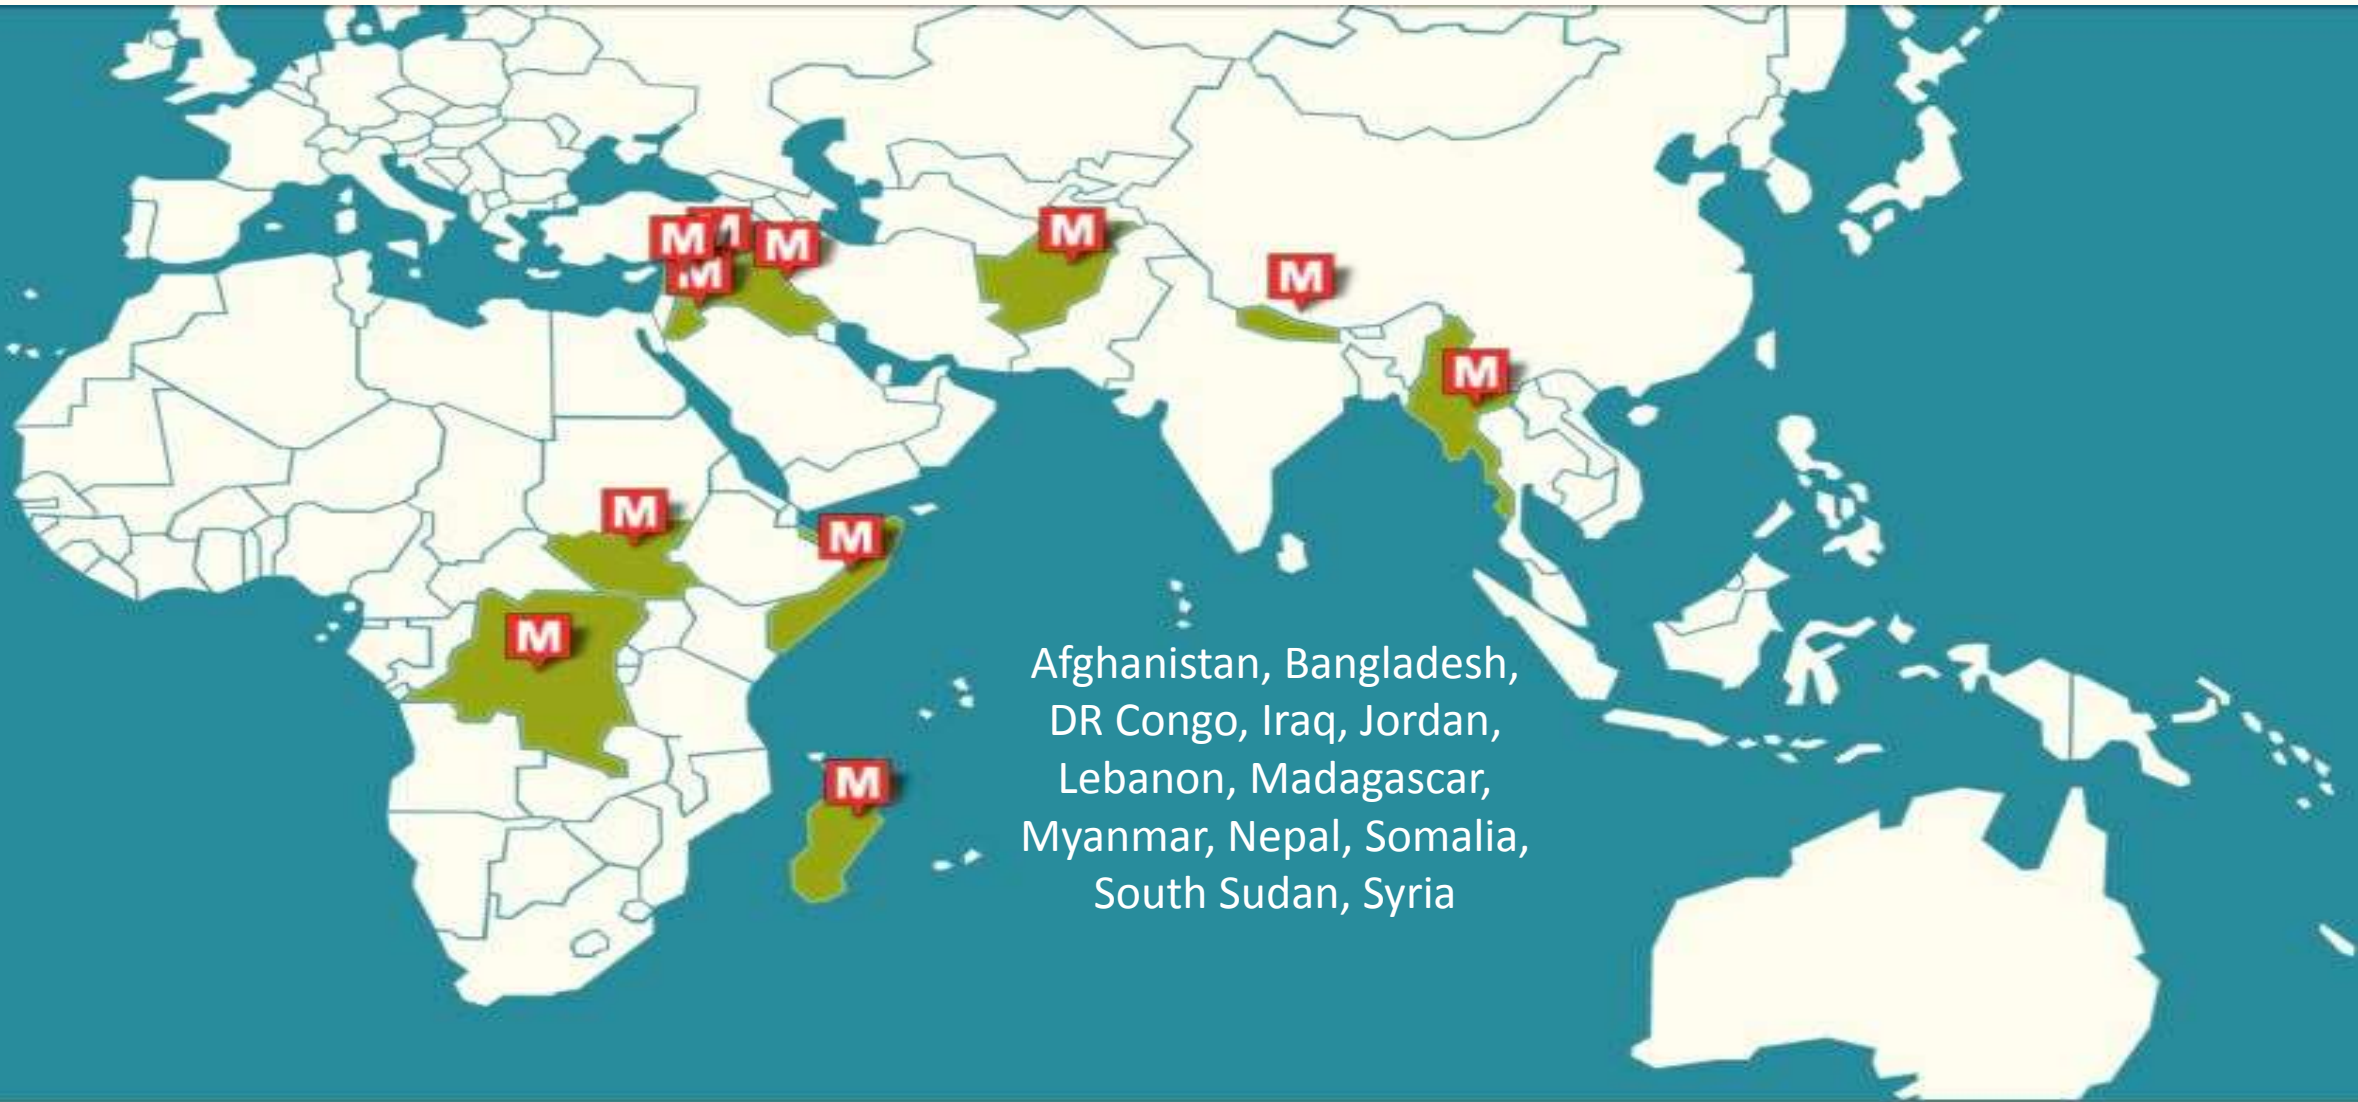 M
M
M
M
M
M
M
M
M
M
M
Afghanistan, Bangladesh,
DR Congo, Iraq, Jordan,
Lebanon, Madagascar,
Myanmar, Nepal, Somalia,
South Sudan, Syria